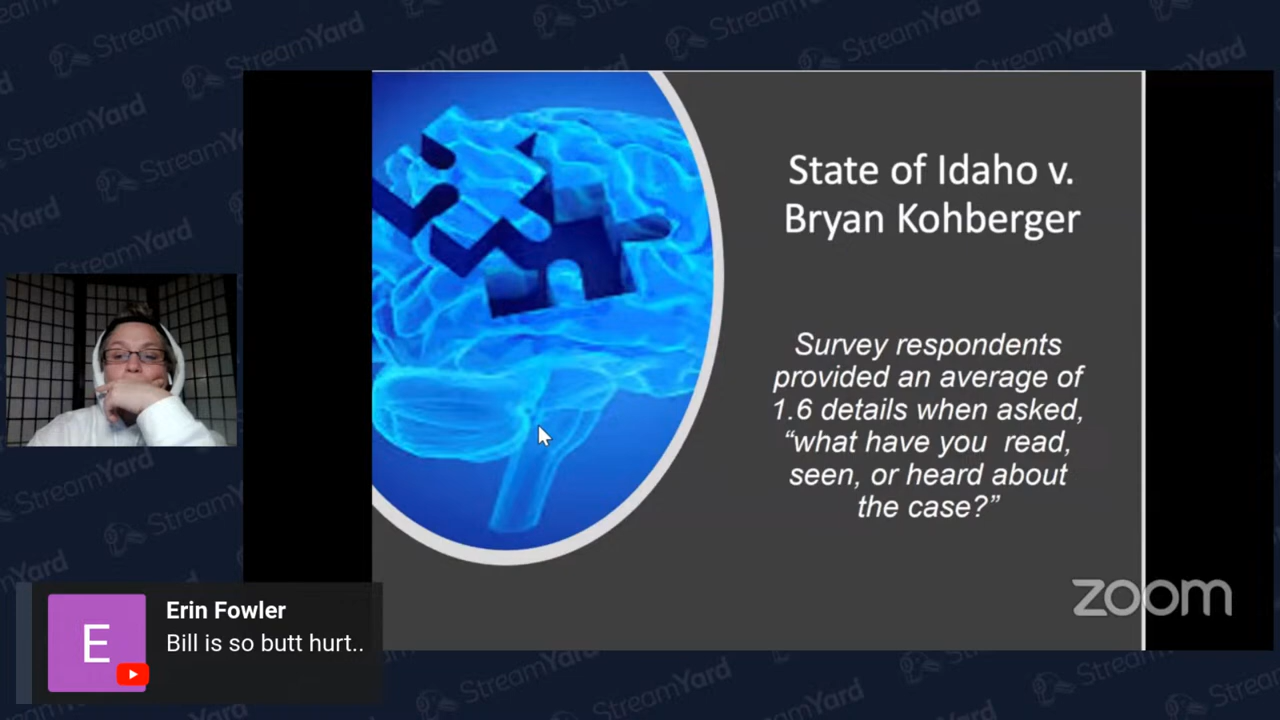 StreamYard
State of Idaho v.
Bryan Kohberger
Survey respondents
provided an average of
1.6 details when asked,
“what have you read,
seen, or heard about
the case?”
zoom
E
Erin Fowler
Bill is so butt hurt..